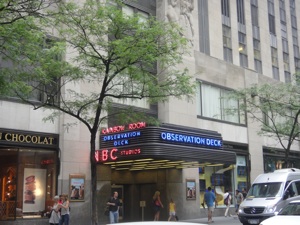 RAINBOW ROOM
OBSERVATION
DECK
NBC STUDIOS
OBSERVATION DECK
CHOCOLAT